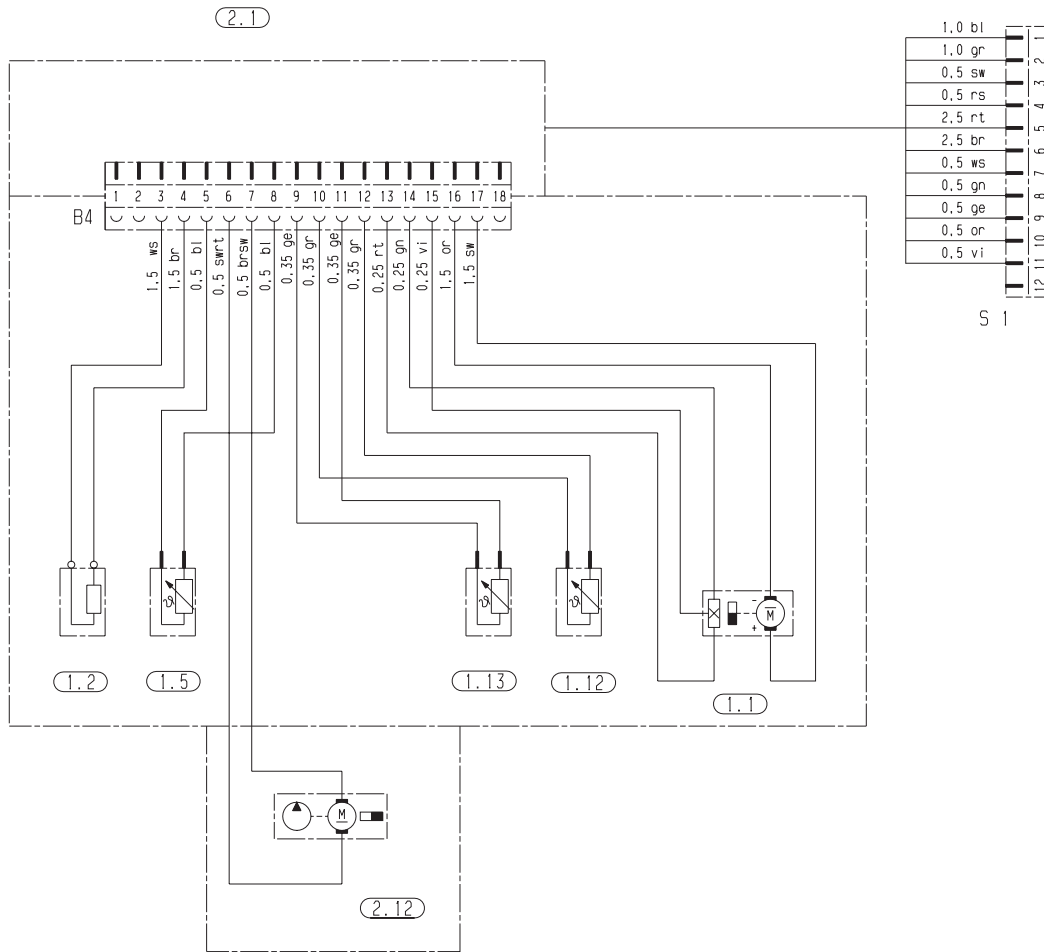 2.1
1,0 bl 1
1,0 gr 2
0,5 sw 3
0,5 rs 4
2,5 rt 5
2,5 br 6
0,5 ws 7
0,5 gn 8
0,5 ge 9
0,5 or 10
0,5 vi 11
12
S 1
1 2 3 4 5 6 7 8 9 10 11 12 13 14 15 16 17 18
B4
1,5 ws
1,5 br
0,5 bl
0,5 swrt
0,5 brsw
0,5 bl
0,35 ge
0,35 gr
0,35 ge
0,35 gr
0,25 rt
0,25 gn
0,25 vi
1,5 or
1,5 sw
ϑ
ϑ
ϑ
- M +
1.2
1.5
1.13
1.12
1.1
M
2.12